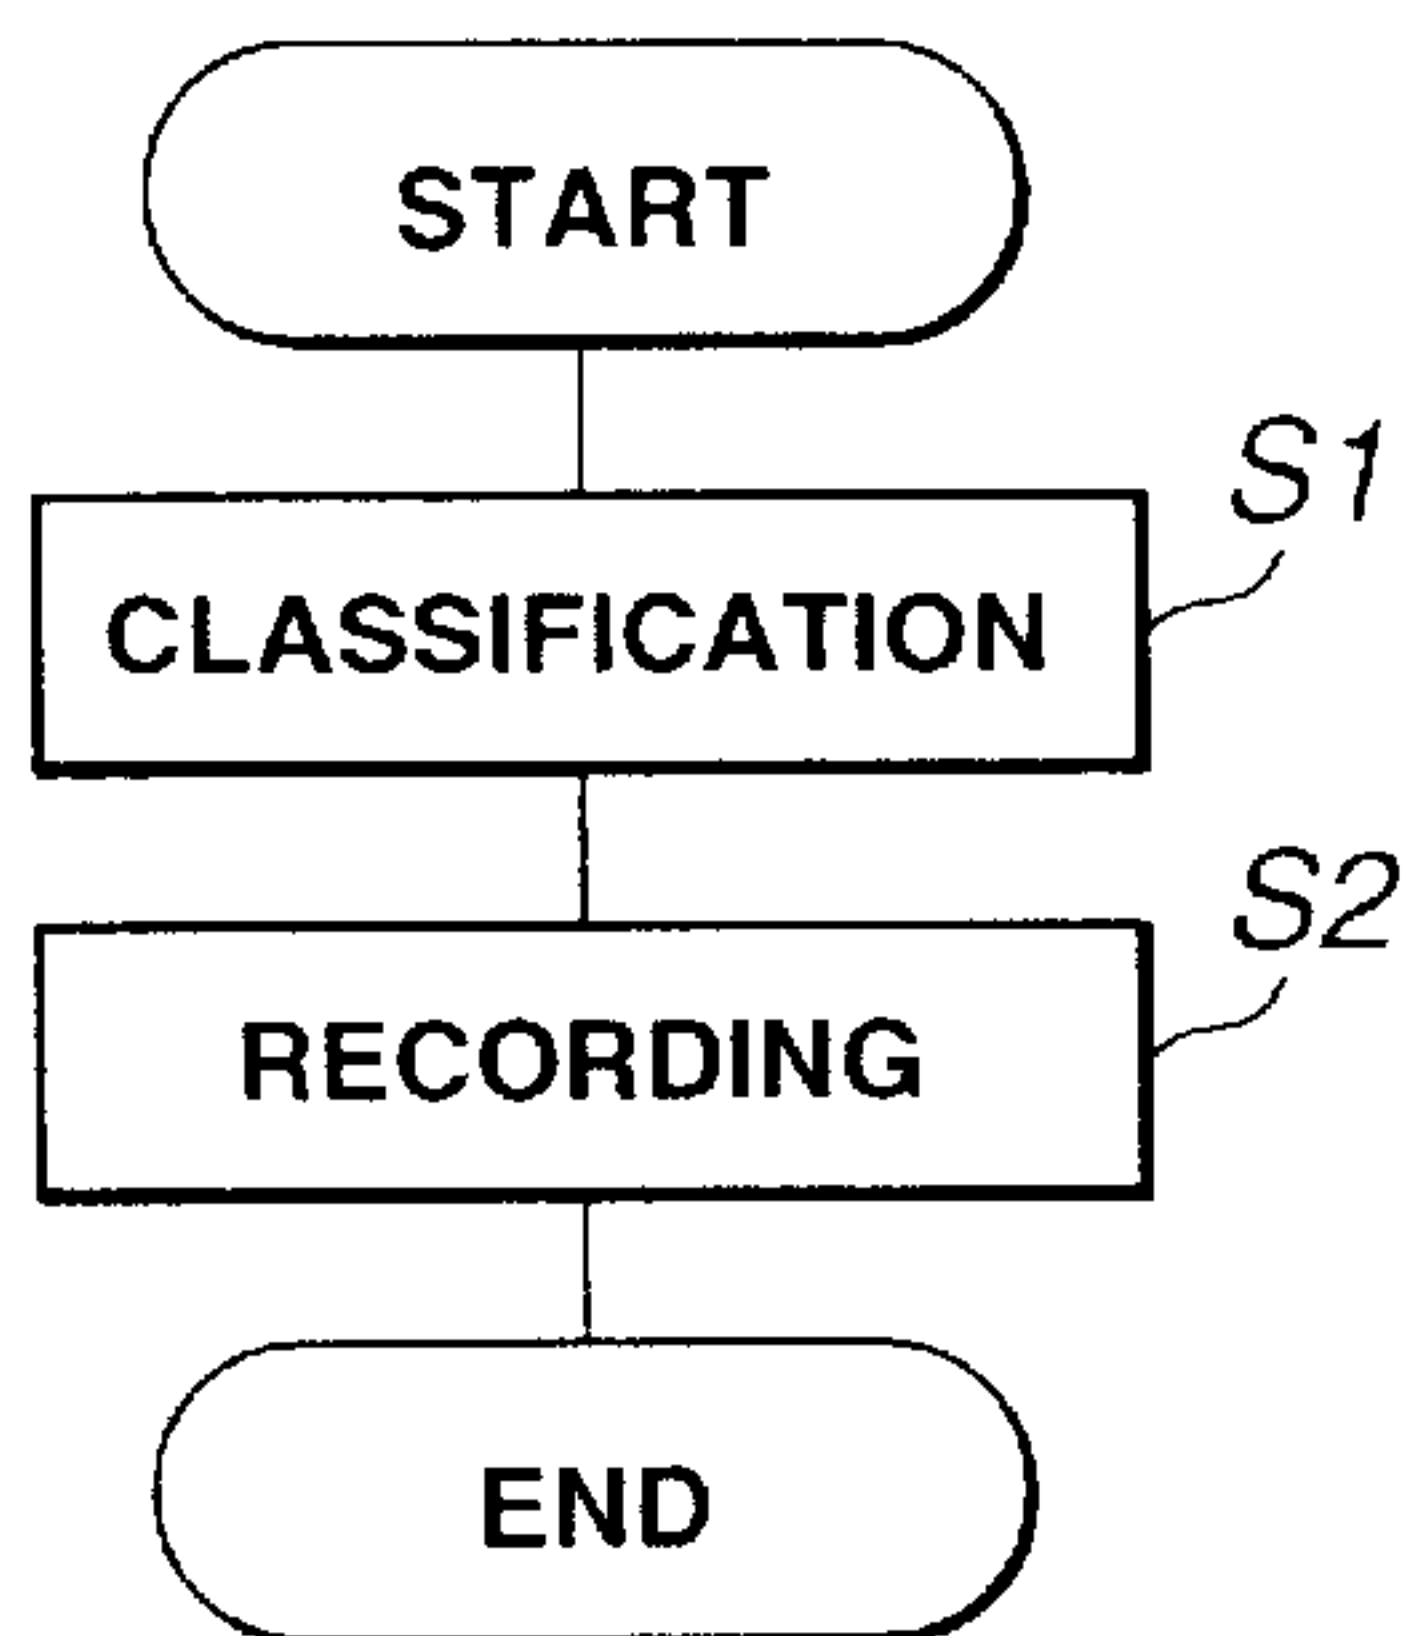 START
S1
CLASSIFICATION
S2
RECORDING
END